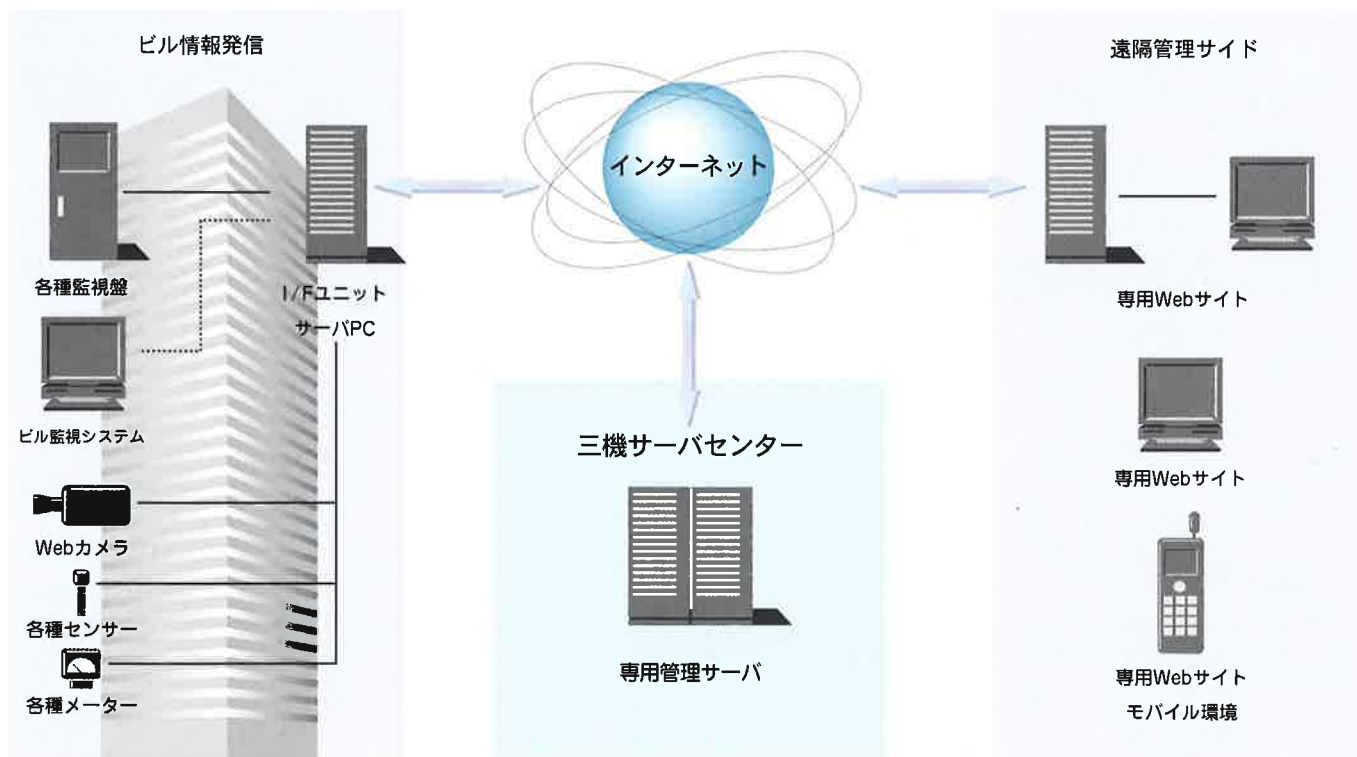 ビル情報発信
各種監視盤
I/Fユニット
サーバPC
ビル監視システム
Webカメラ
各種センサー
各種メーター
インターネット
三機サーバセンター
専用管理サーバ
遠隔管理サイド
専用Webサイト
専用Webサイト
専用Webサイト
モバイル環境